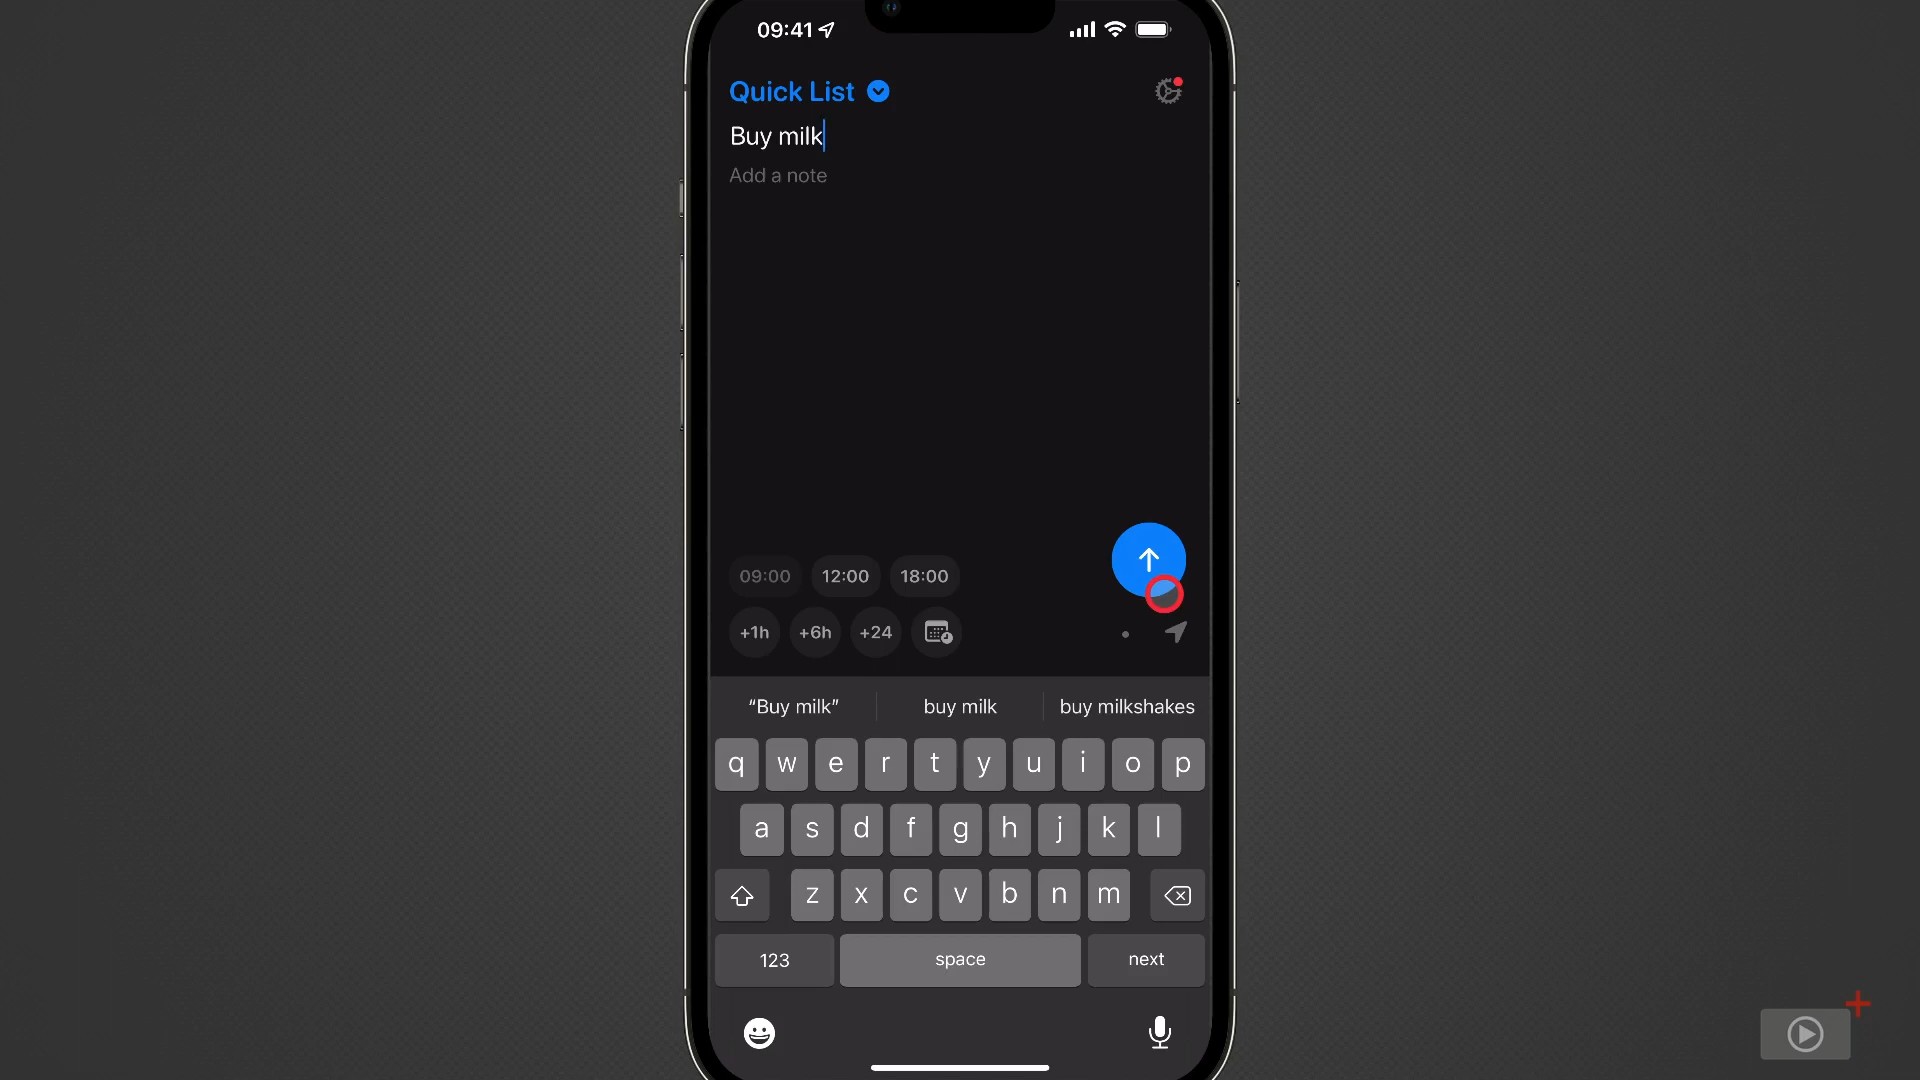 09:41
Quick List
Buy milk
Add a note
09:00 12:00 18:00
+1h +6h +24
“Buy milk” buy milk buy milkshakes
q w e r t y u i o p
a s d f g h j k l
z x c v b n m
123 space next